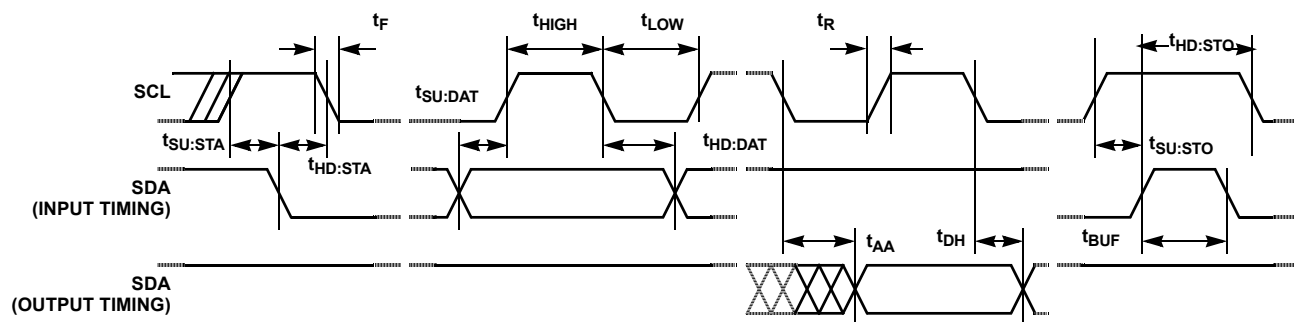 tF
tHIGH
tLOW
tR
tHD:STO
SCL
tSU:DAT
tSU:STA
tHD:STA
tHD:DAT
tSU:STO
SDA
(INPUT TIMING)
tAA
tDH
tBUF
SDA
(OUTPUT TIMING)